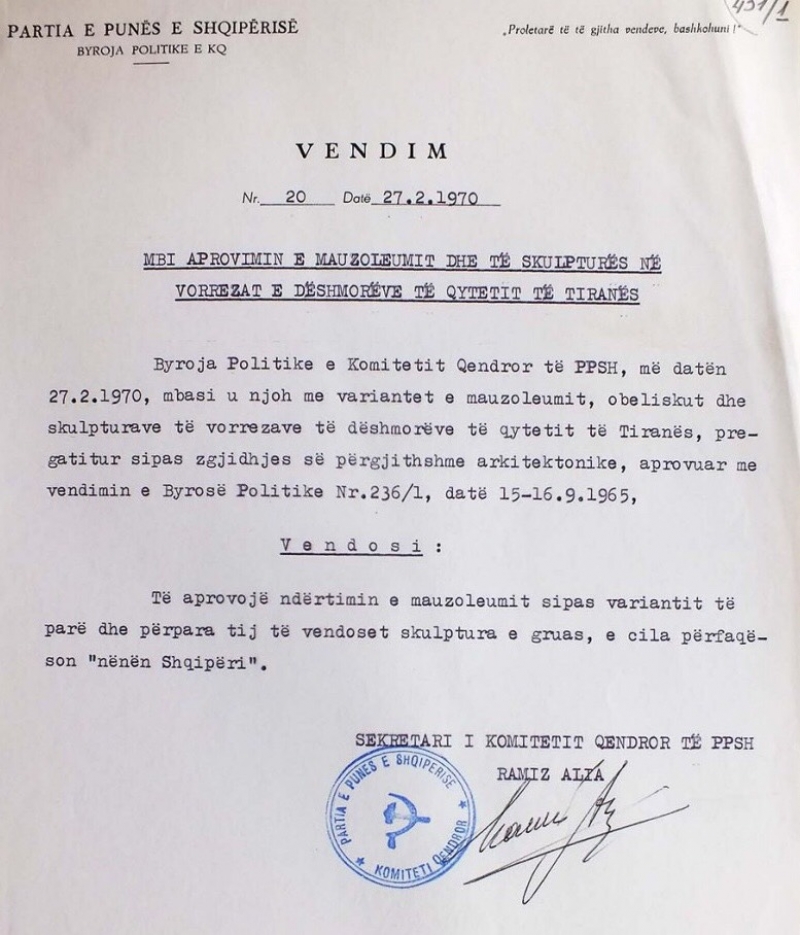 451/1
PARTIA E PUNËS E SHQIPËRISË
BYROJA POLITIKE E KQ
„Proletarë të të gjitha vendeve, bashkohuni!"
VENDIM
Nr. 20 Datë 27.2.1970
MBI APROVIMIN E MAUZOLEUMIT DHE TË SKULPTURËS NË
VORREZAT E DËSHMORËVE TË QYTETIT TË TIRANËS
Byroja Politike e Komitetit Qendror të PPSH, më datën
27.2.1970, mbasi u njoh me variantet e mauzoleumit, obeliskut dhe
skulpturave të vorrezave të dëshmorëve të qytetit të Tiranës, pre-
gatitur sipas zgjidhjes së përgjithshme arkitektonike, aprovuar me
vendimin e Byrosë Politike Nr.236/1, datë 15-16.9.1965,
Vendosi :
Të aprovojë ndërtimin e mauzoleumit sipas variantit të
parë dhe përpara tij të vendoset skulptura e gruas, e cila përfaqë-
son "nënën Shqipëri".
SEKRETARI I KOMITETIT QENDROR TË PPSH
RAMIZ ALIA
PARTIA E PUNËS E SHQIPËRISË
KOMITETI QENDROR